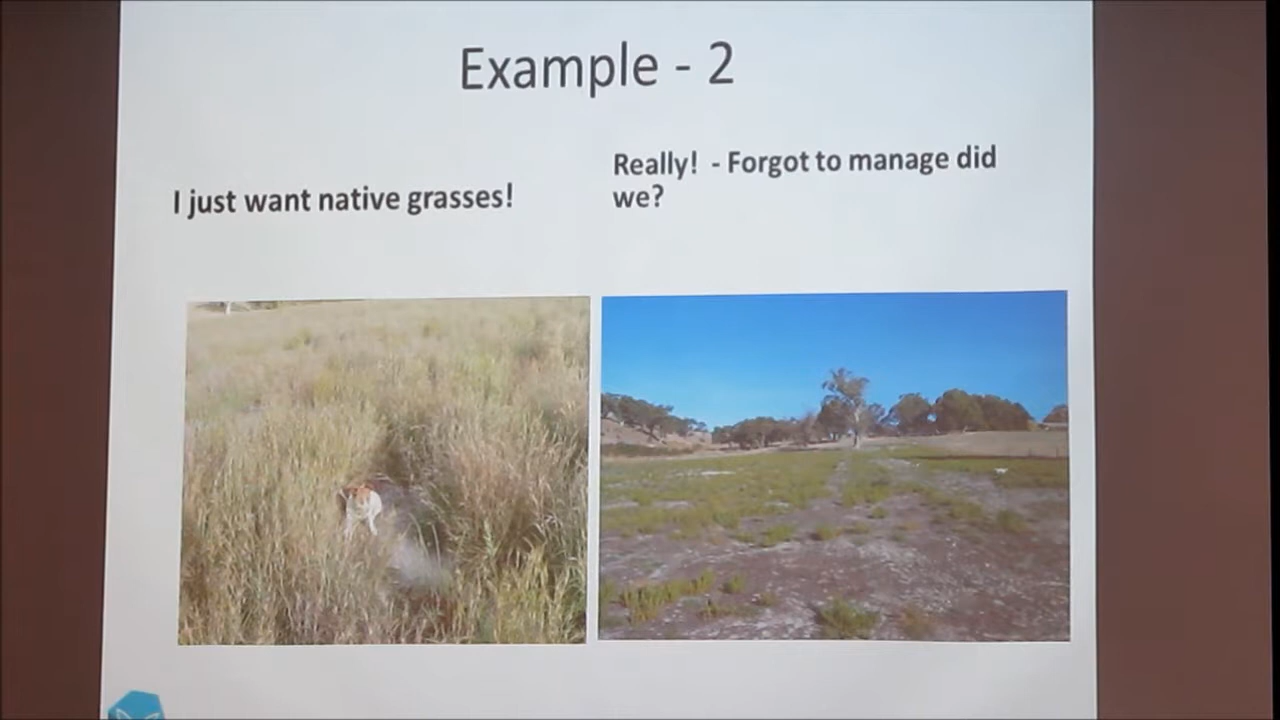 Example - 2
I just want native grasses!
Really!  - Forgot to manage did
we?